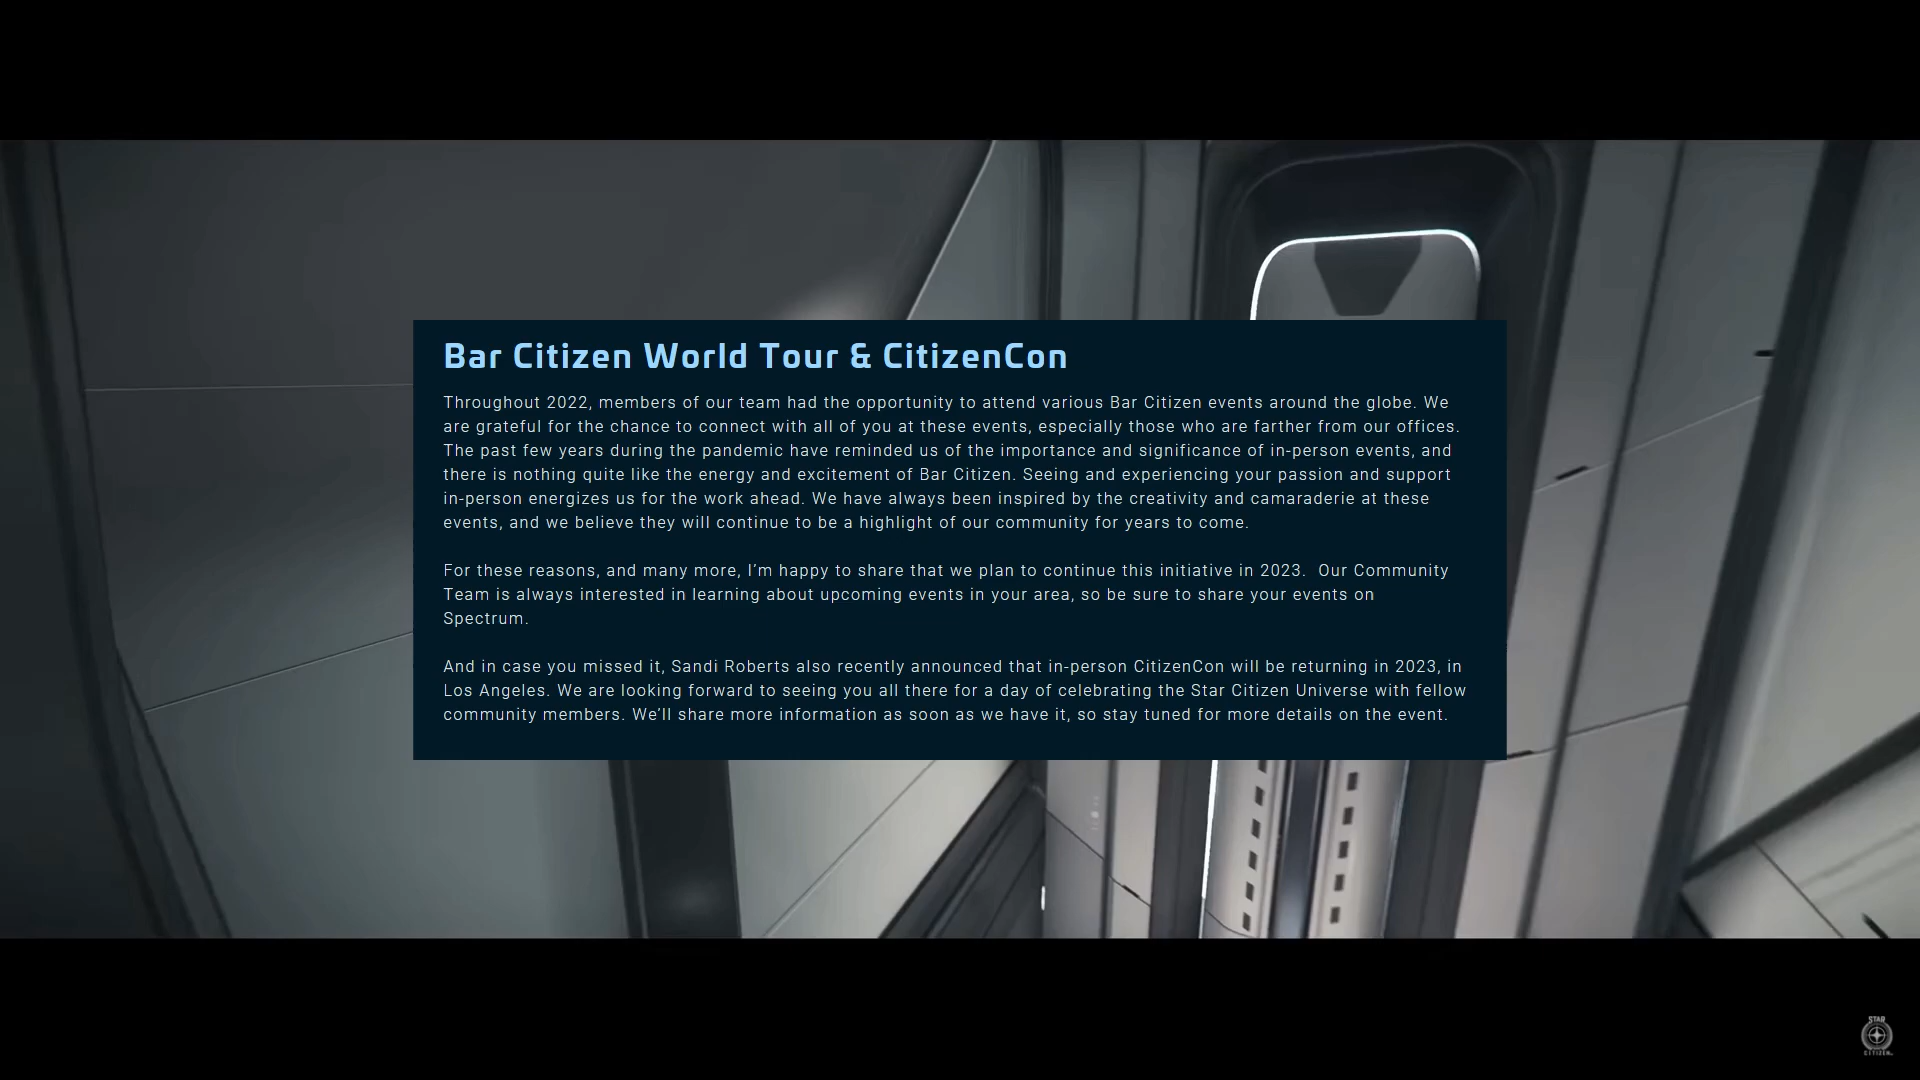 Bar Citizen World Tour & CitizenCon
Throughout 2022, members of our team had the opportunity to attend various Bar Citizen events around the globe. We
are grateful for the chance to connect with all of you at these events, especially those who are farther from our offices.
The past few years during the pandemic have reminded us of the importance and significance of in-person events, and
there is nothing quite like the energy and excitement of Bar Citizen. Seeing and experiencing your passion and support
in-person energizes us for the work ahead. We have always been inspired by the creativity and camaraderie at these
events, and we believe they will continue to be a highlight of our community for years to come.
For these reasons, and many more, I’m happy to share that we plan to continue this initiative in 2023.  Our Community
Team is always interested in learning about upcoming events in your area, so be sure to share your events on
Spectrum.
And in case you missed it, Sandi Roberts also recently announced that in-person CitizenCon will be returning in 2023, in
Los Angeles. We are looking forward to seeing you all there for a day of celebrating the Star Citizen Universe with fellow
community members. We’ll share more information as soon as we have it, so stay tuned for more details on the event.
STAR
CITIZEN